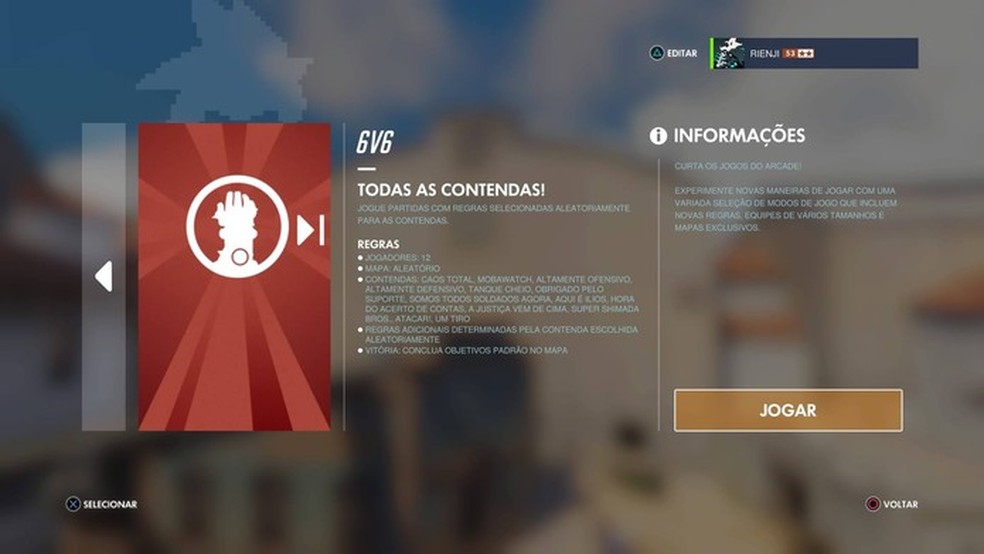 EDITAR
RIENJI 53
6V6
TODAS AS CONTENDAS!
JOGUE PARTIDAS COM REGRAS SELECIONADAS ALEATORIAMENTE
PARA AS CONTENDAS.
REGRAS
JOGADORES: 12
MAPA: ALEATÓRIO
CONTENDAS: CAOS TOTAL, MOBAWATCH, ALTAMENTE OFENSIVO,
ALTAMENTE DEFENSIVO, TANQUE CHEIO, OBRIGADO PELO
SUPORTE, SOMOS TODOS SOLDADOS AGORA, AQUI É ILIOS, HORA
DO ACERTO DE CONTAS, A JUSTIÇA VEM DE CIMA, SUPER SHIMADA
BROS., ATACAR!, UM TIRO
REGRAS ADICIONAIS DETERMINADAS PELA CONTENDA ESCOLHIDA
ALEATORIAMENTE
VITÓRIA: CONCLUA OBJETIVOS PADRÃO NO MAPA
INFORMAÇÕES
CURTA OS JOGOS DO ARCADE!
EXPERIMENTE NOVAS MANEIRAS DE JOGAR COM UMA
VARIADA SELEÇÃO DE MODOS DE JOGO QUE INCLUEM
NOVAS REGRAS, EQUIPES DE VÁRIOS TAMANHOS E
MAPAS EXCLUSIVOS.
JOGAR
SELECIONAR
VOLTAR